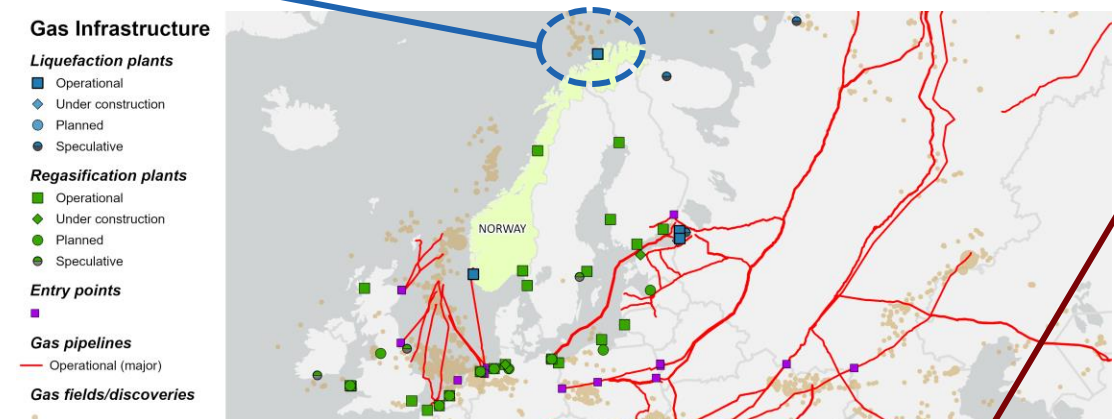 Gas Infrastructure
Liquefaction plants
Operational
Under construction
Planned
Speculative
Regasification plants
Operational
Under construction
Planned
Speculative
Entry points
Gas pipelines
Operational (major)
Gas fields/discoveries
NORWAY